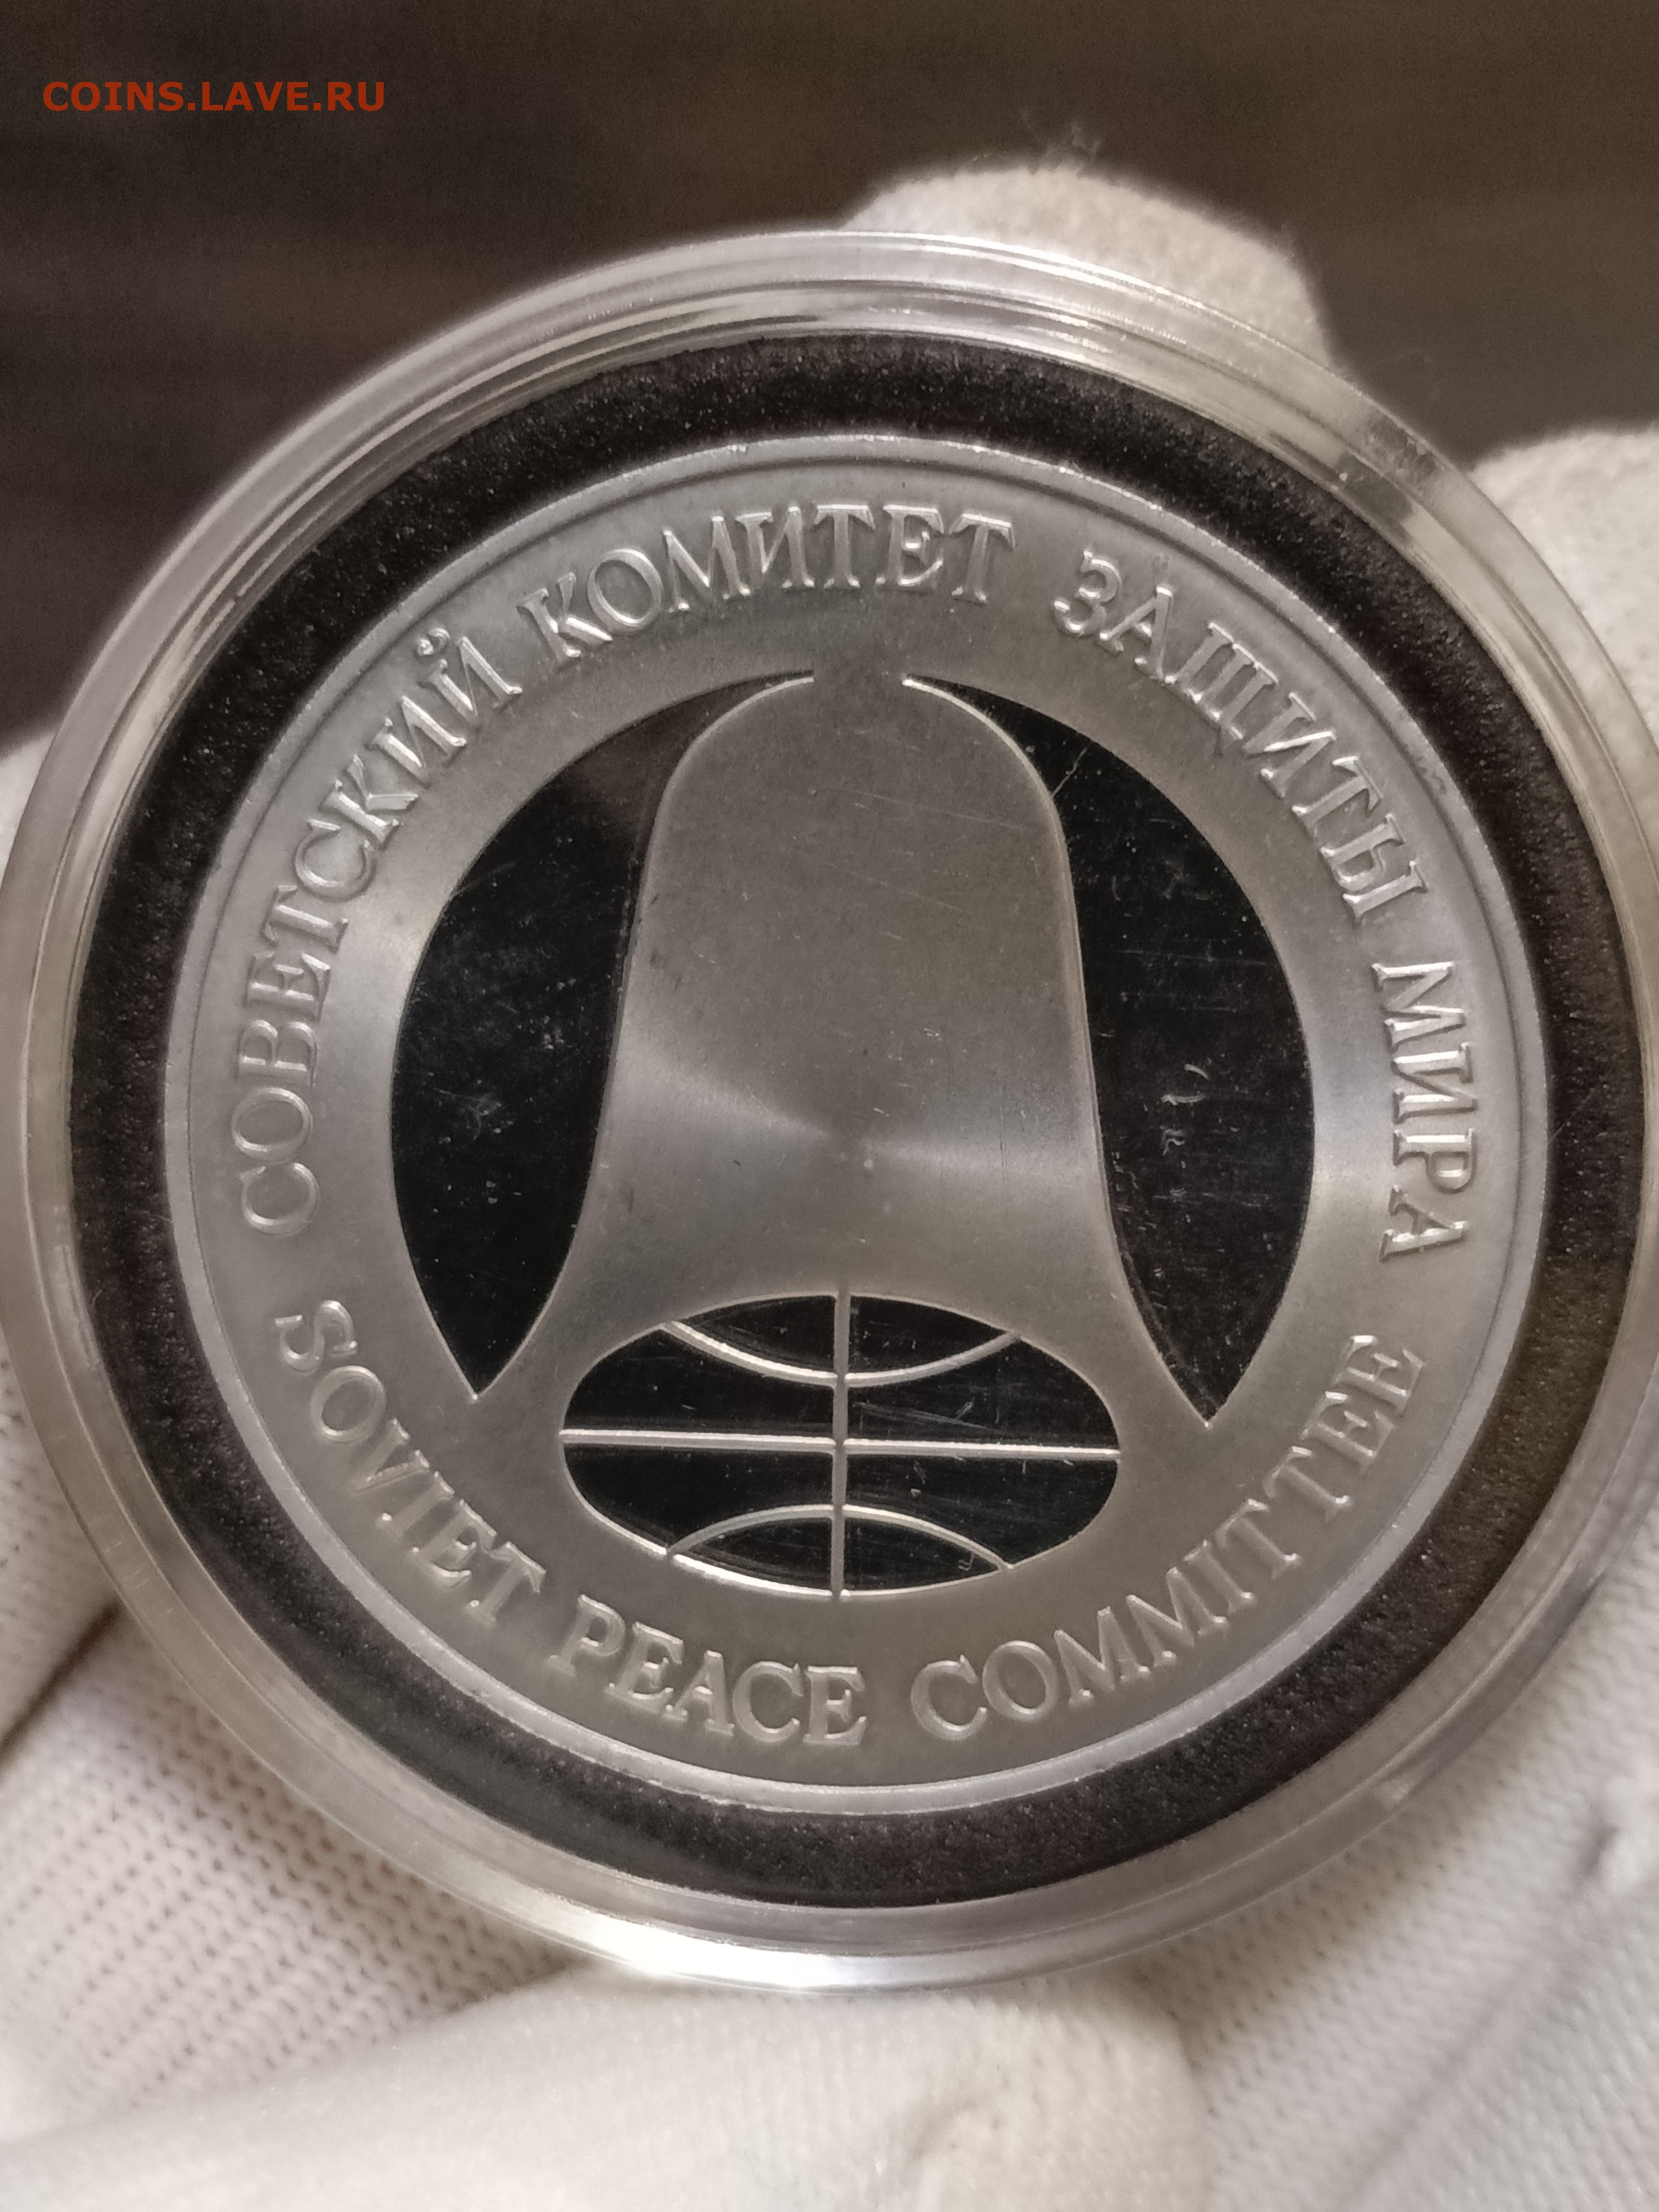 COINS.LAVE.RU
СОВЕТСКИЙ КОМИТЕТ ЗАЩИТЫ МИРА
SOVIET PEACE COMMITTEE